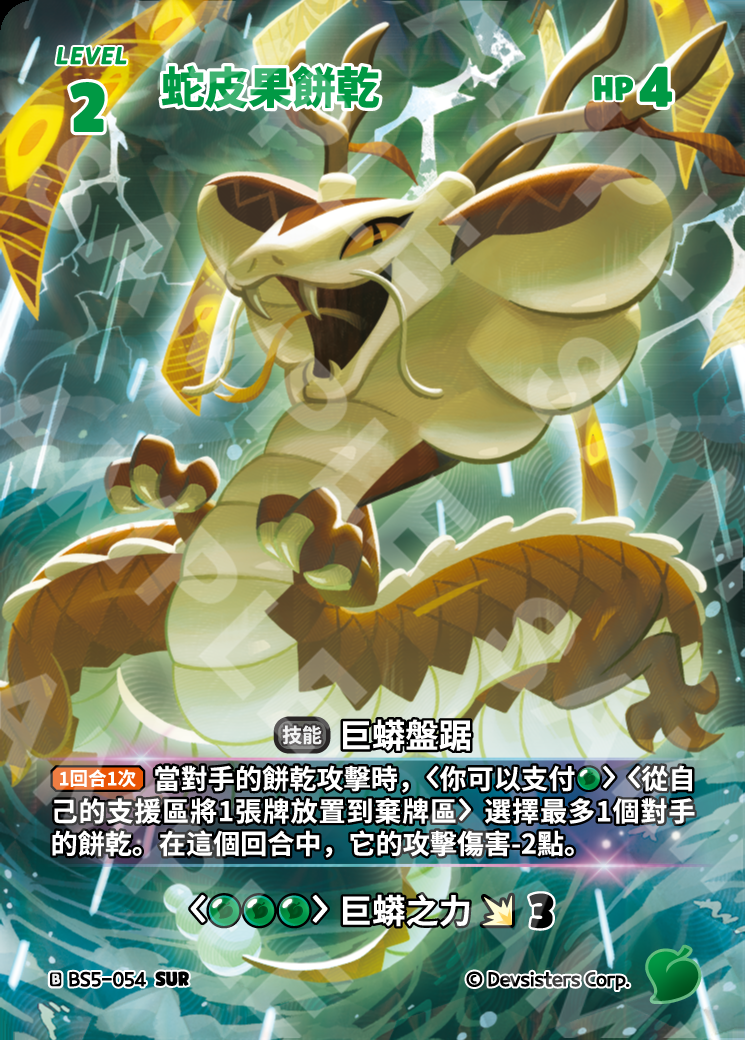 LEVEL
2
蛇皮果餅乾
HP 4
SAMPLE
技能 巨蟒盤踞
1回合1次 當對手的餅乾攻擊時，〈你可以支付〉〈從自
己的支援區將1張牌放置到棄牌區〉選擇最多1個對手
的餅乾。在這個回合中，它的攻擊傷害-2點。
〈〉巨蟒之力 3
B BS5-054 SUR
© Devsisters Corp.